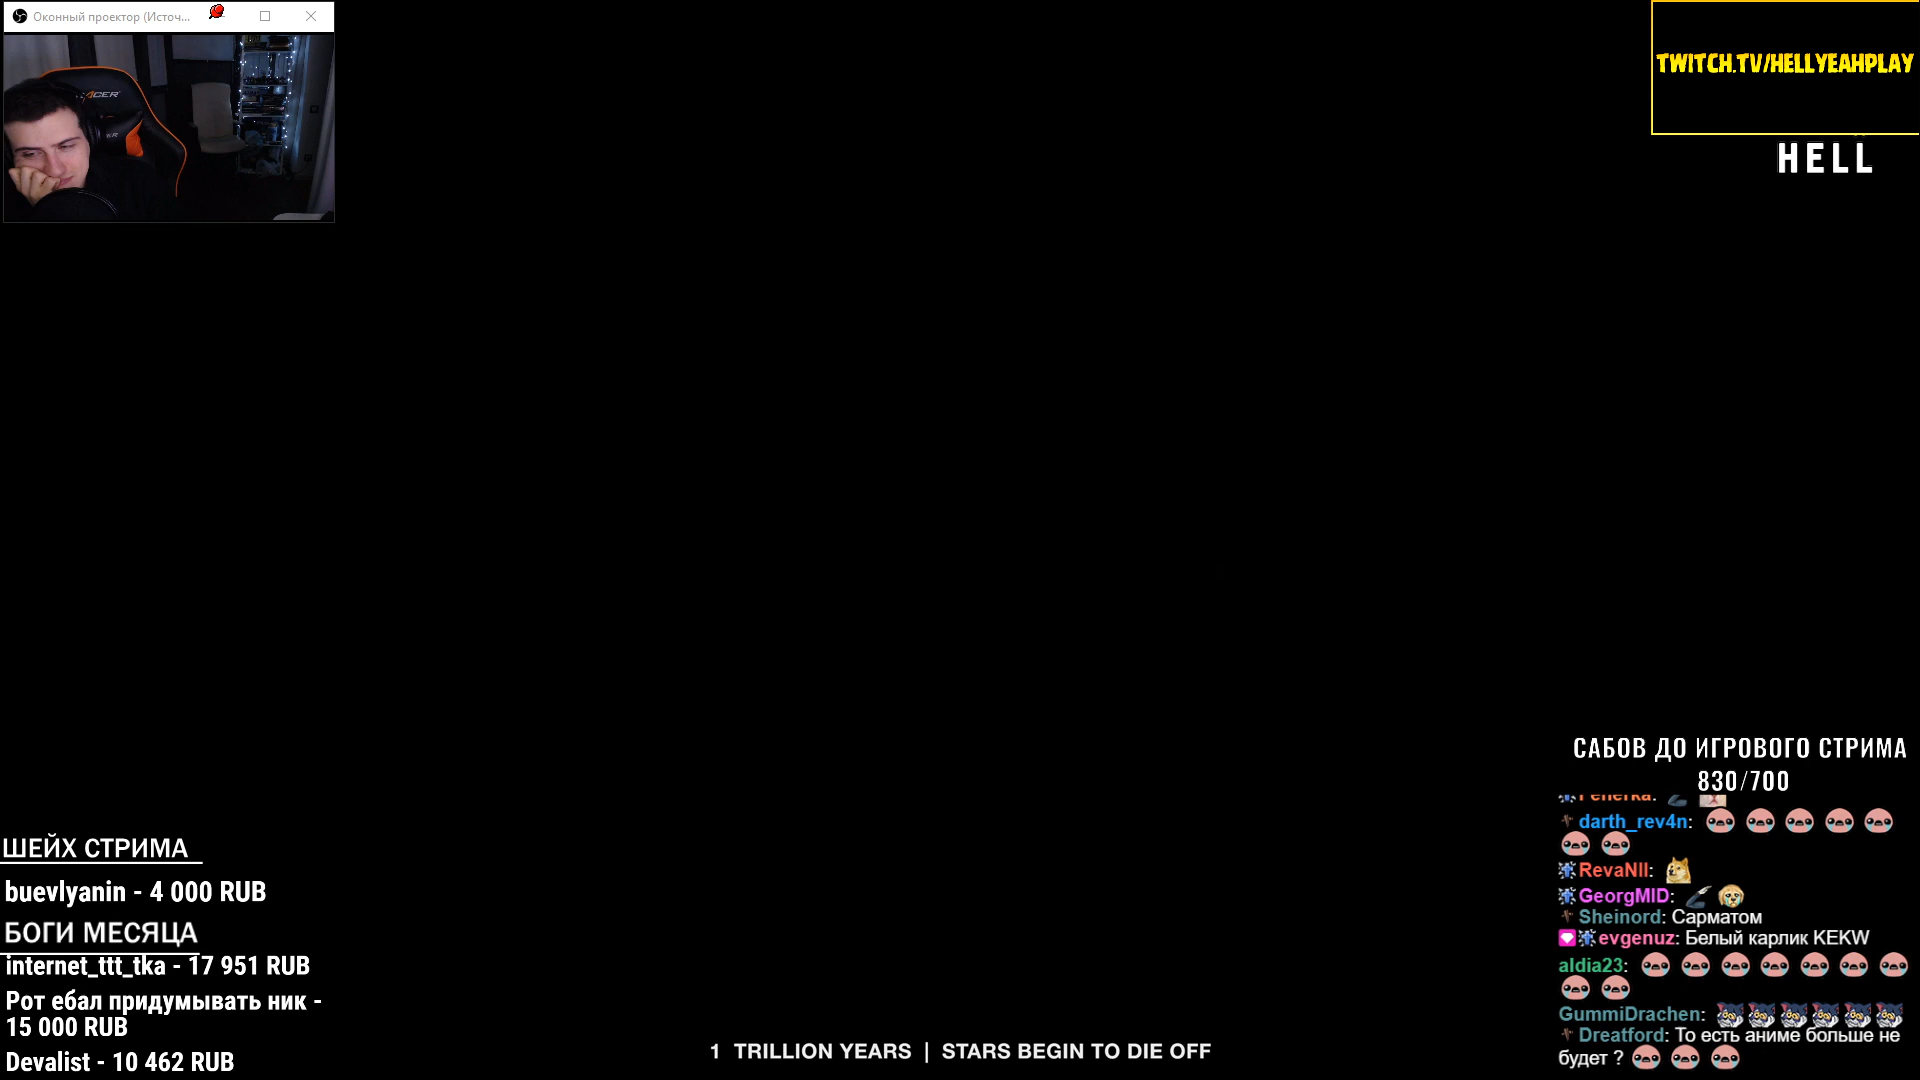 Оконный проектор (Источ...
TWITCH.TV/HELLYEAHPLAY
HELL
САБОВ ДО ИГРОВОГО СТРИМА
830/700
darth_rev4n:
RevaNII:
GeorgMID:
Sheinord: Сарматом
evgenuz: Белый карлик KEKW
aldia23:
GummiDrachen:
Dreatford: То есть аниме больше не
будет ?
ШЕЙХ СТРИМА
buevlyanin - 4 000 RUB
БОГИ МЕСЯЦА
internet_ttt_tka - 17 951 RUB
Рот ебал придумывать ник -
15 000 RUB
Devalist - 10 462 RUB
1 TRILLION YEARS | STARS BEGIN TO DIE OFF